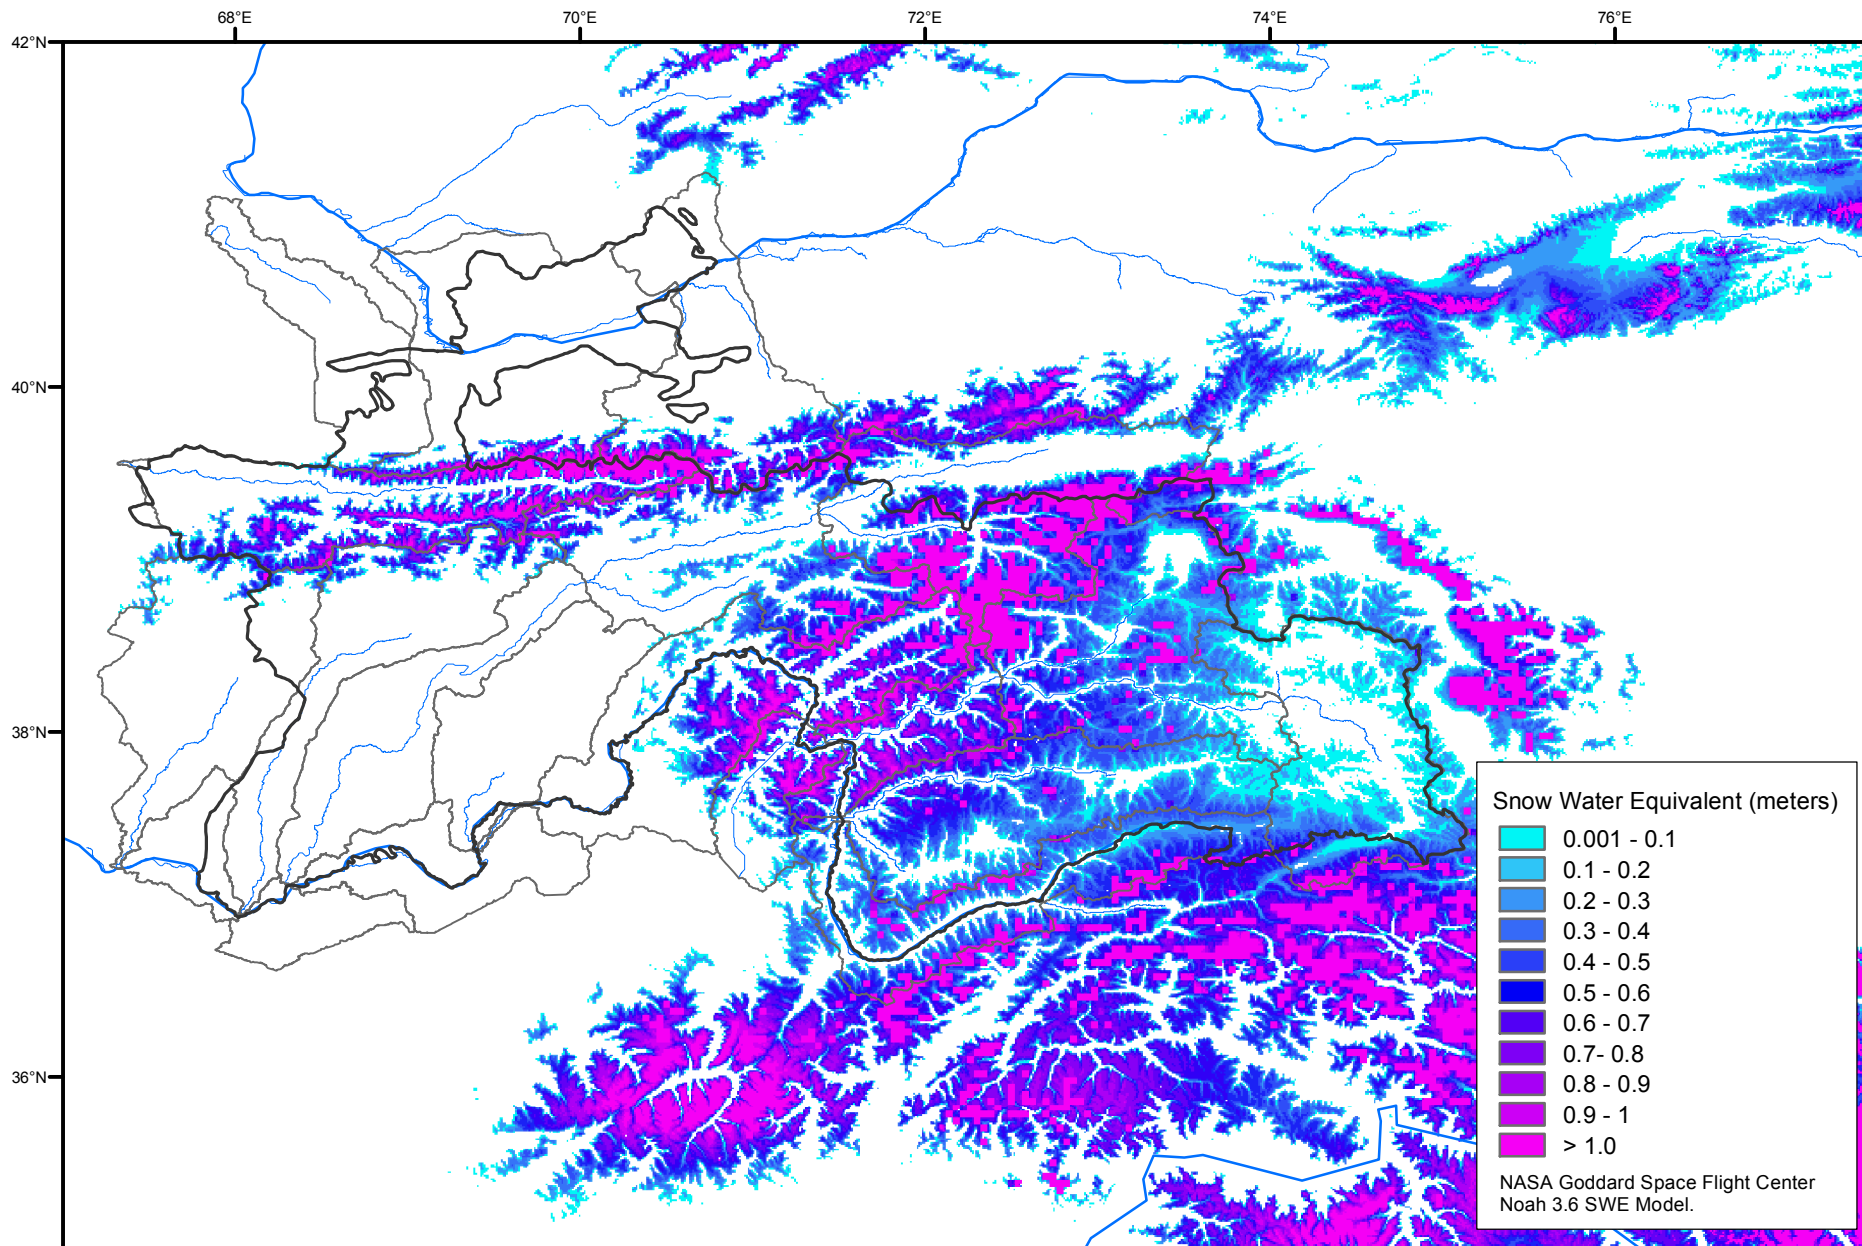 68°E
70°E
72°E
74°E
76°E
42°N
40°N
38°N
36°N
Snow Water Equivalent (meters)
0.001 - 0.1
0.1 - 0.2
0.2 - 0.3
0.3 - 0.4
0.4 - 0.5
0.5 - 0.6
0.6 - 0.7
0.7- 0.8
0.8 - 0.9
0.9 - 1
> 1.0
NASA Goddard Space Flight Center
Noah 3.6 SWE Model.